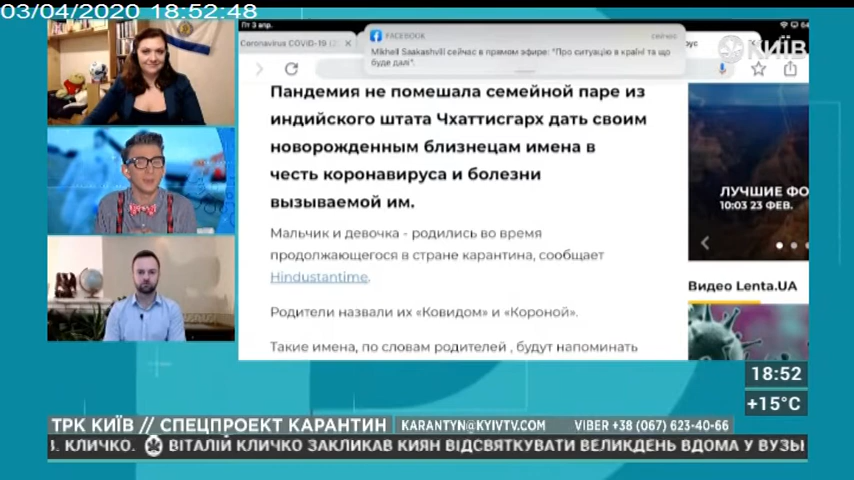 03/04/2020 18:52:48
Пт 3 апр.
FACEBOOK
сейчас
Coronavirus COVID-19 (2
Mikheil Saakashvili сейчас в прямом эфире: "Про ситуацію в країні та що
буде далі".
КИЇВ
Пандемия не помешала семейной паре из
индийского штата Чхаттисгарх дать своим
новорожденным близнецам имена в
честь коронавируса и болезни
вызываемой им.
Мальчик и девочка - родились во время
продолжающегося в стране карантина, сообщает
Hindustantime.
Родители назвали их «Ковидом» и «Короной».
Такие имена, по словам родителей , будут напоминать
ЛУЧШИЕ ФО
10:03 23 ФЕВ.
Видео Lenta.UA
18:52
+15°C
ТРК КИЇВ // СПЕЦПРОЕКТ КАРАНТИН
KARANTYN@KYIVTV.COM
VIBER +38 (067) 623-40-66
З. КЛИЧКО. ВІТАЛІЙ КЛИЧКО ЗАКЛИКАВ КИЯН ВІДСВЯТКУВАТИ ВЕЛИКДЕНЬ ВДОМА У ВУЗЬ